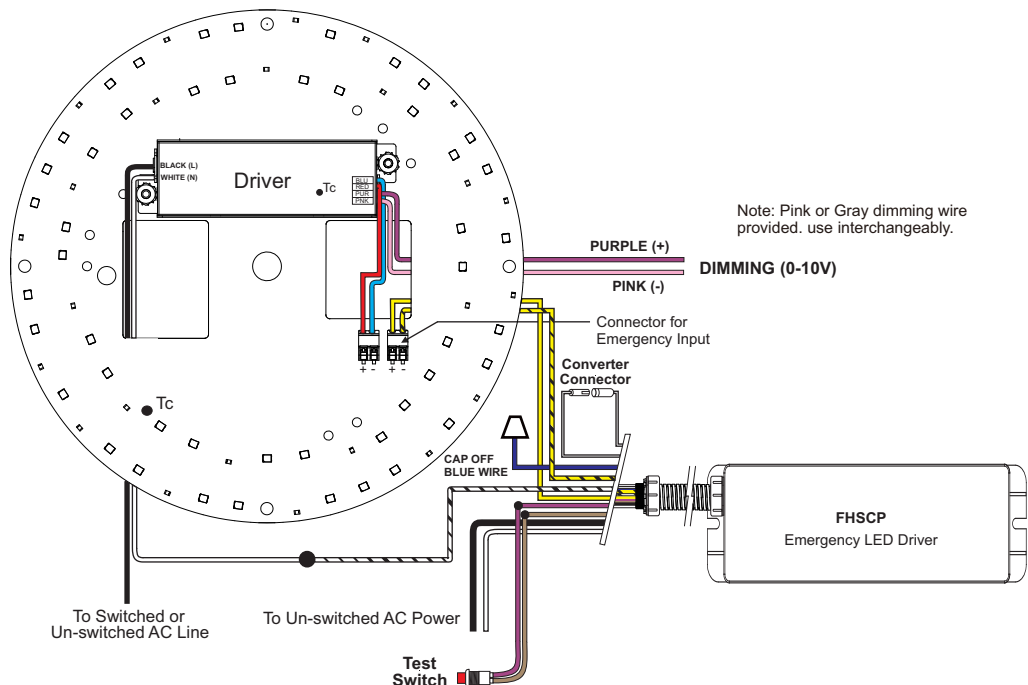 BLACK (L)
WHITE (N)
Driver
Tc
BLU
RED
PUR
PNK
Note: Pink or Gray dimming wire
provided. use interchangeably.
PURPLE (+)
DIMMING (0-10V)
PINK (-)
Connector for
Emergency Input
+ - + -
Converter
Connector
Tc
CAP OFF
BLUE WIRE
FHSCP
Emergency LED Driver
To Switched or
Un-switched AC Line
To Un-switched AC Power
Test
Switch